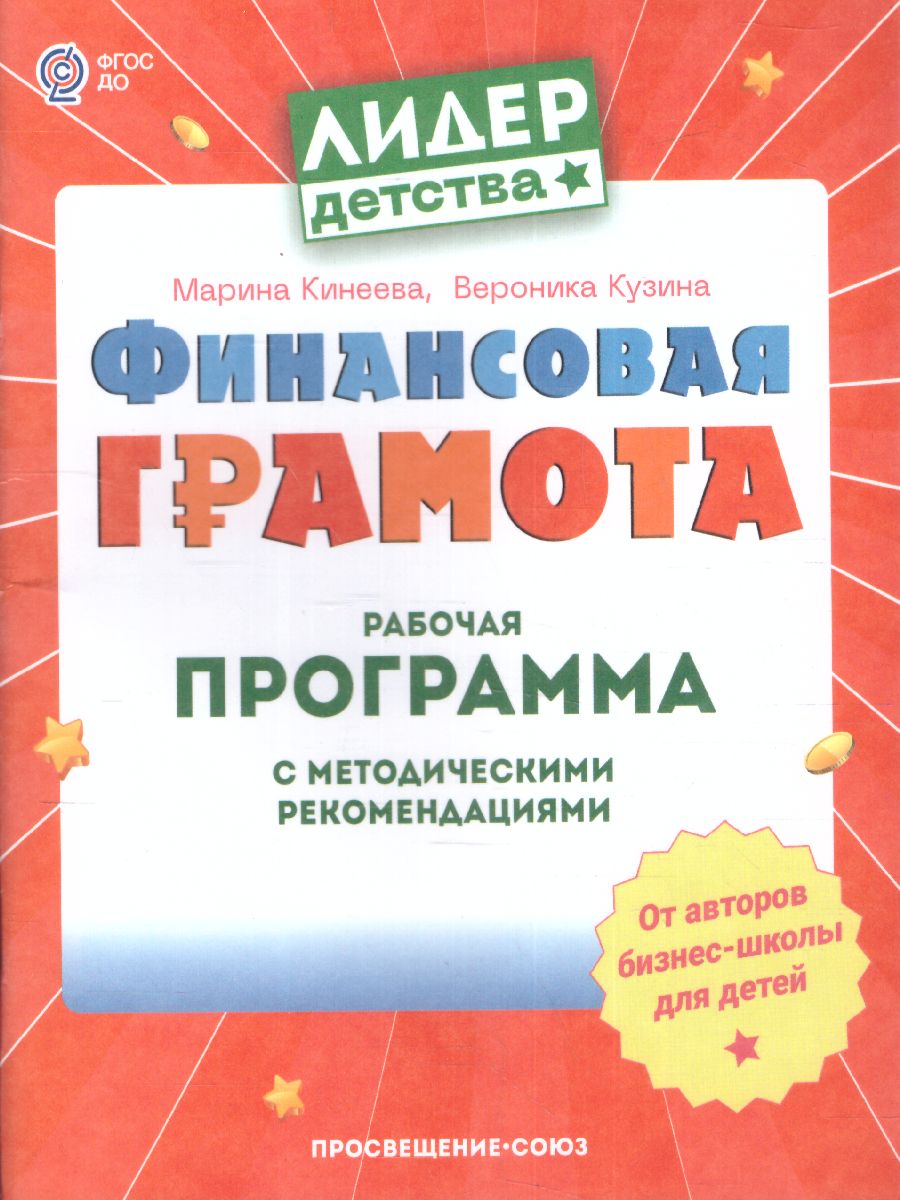 ФГОС
ДО
ЛИДЕР
детства
Марина Кинеева, Вероника Кузина
ФИНАНСОВАЯ
ГРАМОТА
РАБОЧАЯ
ПРОГРАММА
С МЕТОДИЧЕСКИМИ
РЕКОМЕНДАЦИЯМИ
От авторов
бизнес-школы
для детей
ПРОСВЕЩЕНИЕ•СОЮЗ